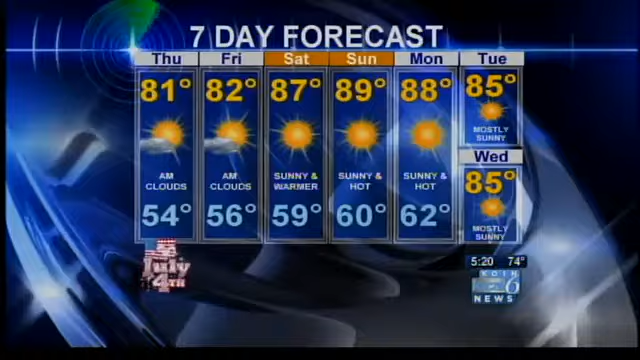 7 DAY FORECAST
Thu Fri Sat Sun Mon Tue
81° 82° 87° 89° 88° 85°
MOSTLY
SUNNY
Wed
AM
CLOUDS
AM
CLOUDS
SUNNY &
WARMER
SUNNY &
HOT
SUNNY &
HOT
85°
54° 56° 59° 60° 62°
MOSTLY
SUNNY
July
4TH
5:20 74°
KOIN
6
NEWS